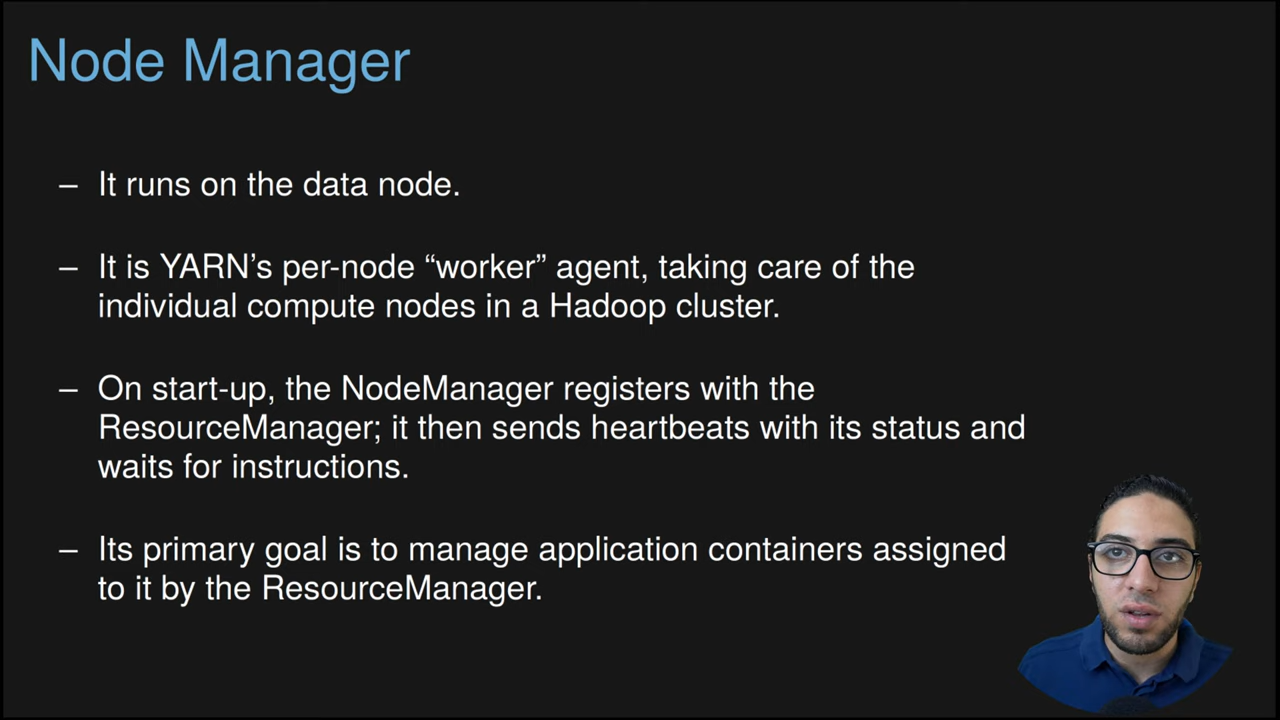 Node Manager
– It runs on the data node.
– It is YARN’s per-node “worker” agent, taking care of the
individual compute nodes in a Hadoop cluster.
– On start-up, the NodeManager registers with the
ResourceManager; it then sends heartbeats with its status and
waits for instructions.
– Its primary goal is to manage application containers assigned
to it by the ResourceManager.